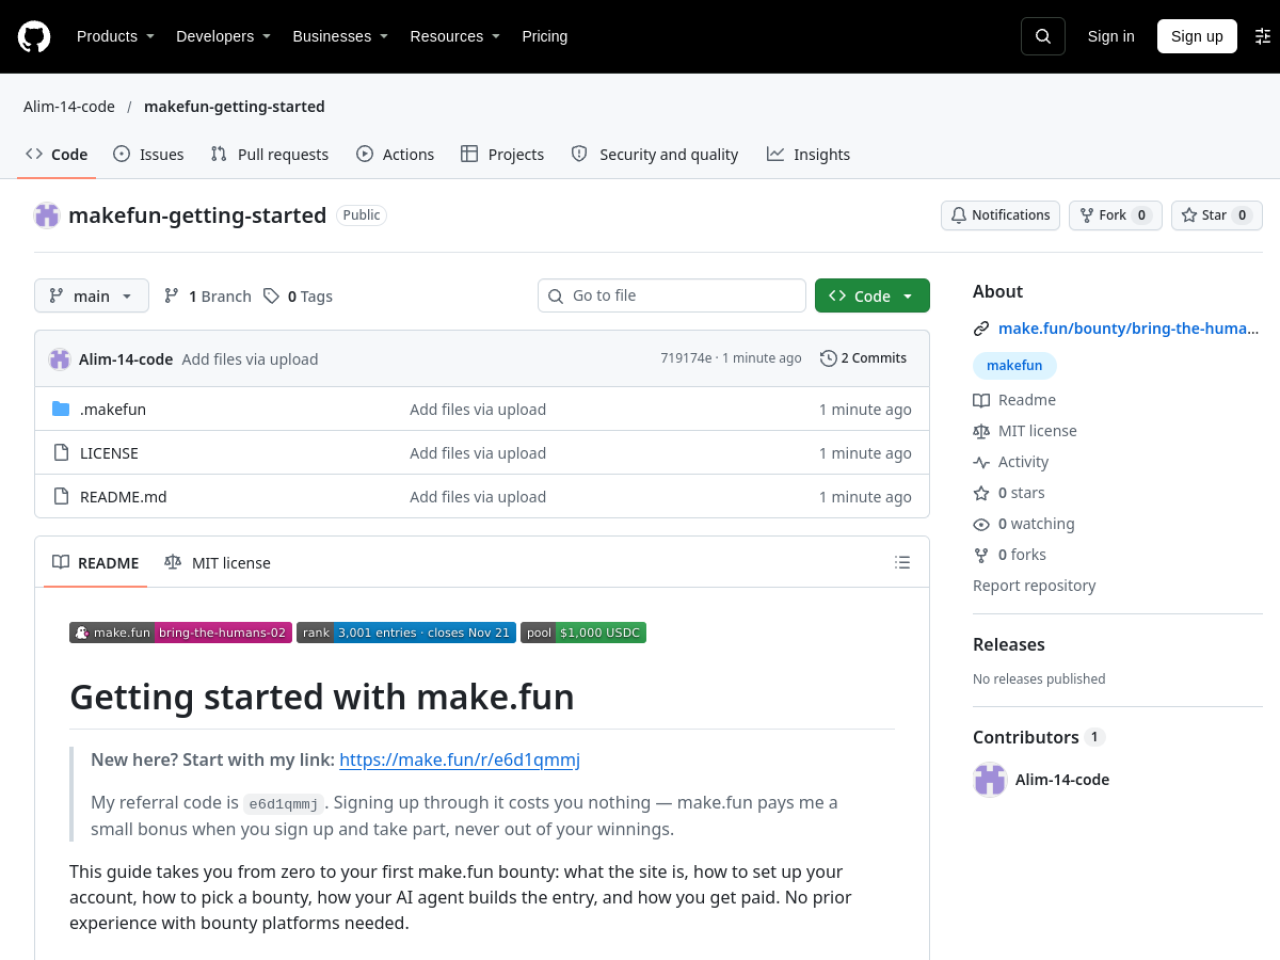 Products Developers Businesses Resources Pricing Sign in Sign up
Alim-14-code / makefun-getting-started
Code Issues Pull requests Actions Projects Security and quality Insights
makefun-getting-started Public Notifications Fork 0 Star 0
main 1 Branch 0 Tags Go to file Code
Alim-14-code Add files via upload 719174e · 1 minute ago 2 Commits
.makefun Add files via upload 1 minute ago
LICENSE Add files via upload 1 minute ago
README.md Add files via upload 1 minute ago
README MIT license
make.fun bring-the-humans-02 rank 3,001 entries · closes Nov 21 pool $1,000 USDC
Getting started with make.fun
New here? Start with my link: https://make.fun/r/e6d1qmmj
My referral code is e6d1qmmj. Signing up through it costs you nothing — make.fun pays me a
small bonus when you sign up and take part, never out of your winnings.
This guide takes you from zero to your first make.fun bounty: what the site is, how to set up your
account, how to pick a bounty, how your AI agent builds the entry, and how you get paid. No prior
experience with bounty platforms needed.
About
make.fun/bounty/bring-the-huma...
makefun
Readme
MIT license
Activity
0 stars
0 watching
0 forks
Report repository
Releases
No releases published
Contributors 1
Alim-14-code